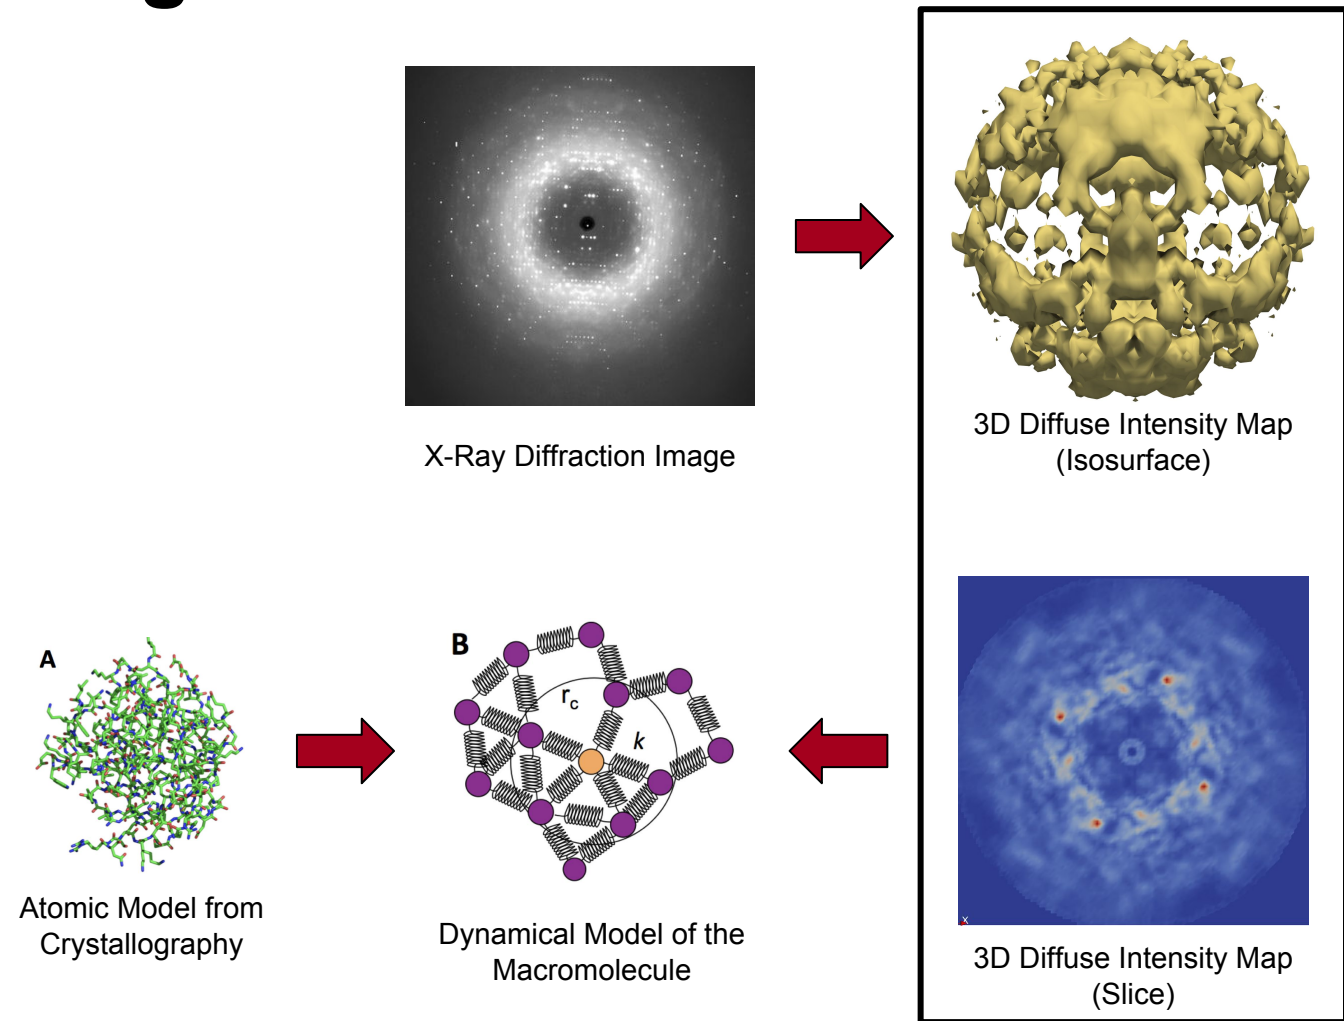 X-Ray Diffraction Image
3D Diffuse Intensity Map
(Isosurface)
A
B
r_c
k
Atomic Model from
Crystallography
Dynamical Model of the
Macromolecule
3D Diffuse Intensity Map
(Slice)
X